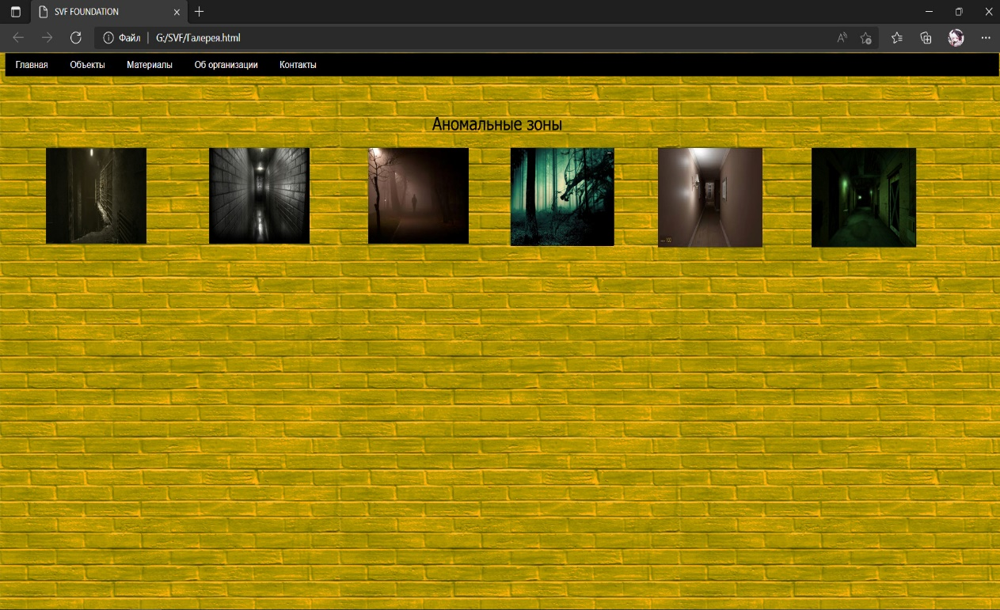 SVF FOUNDATION
Файл G:/SVF/Галерея.html
Главная Объекты Материалы Об организации Контакты
Аномальные зоны